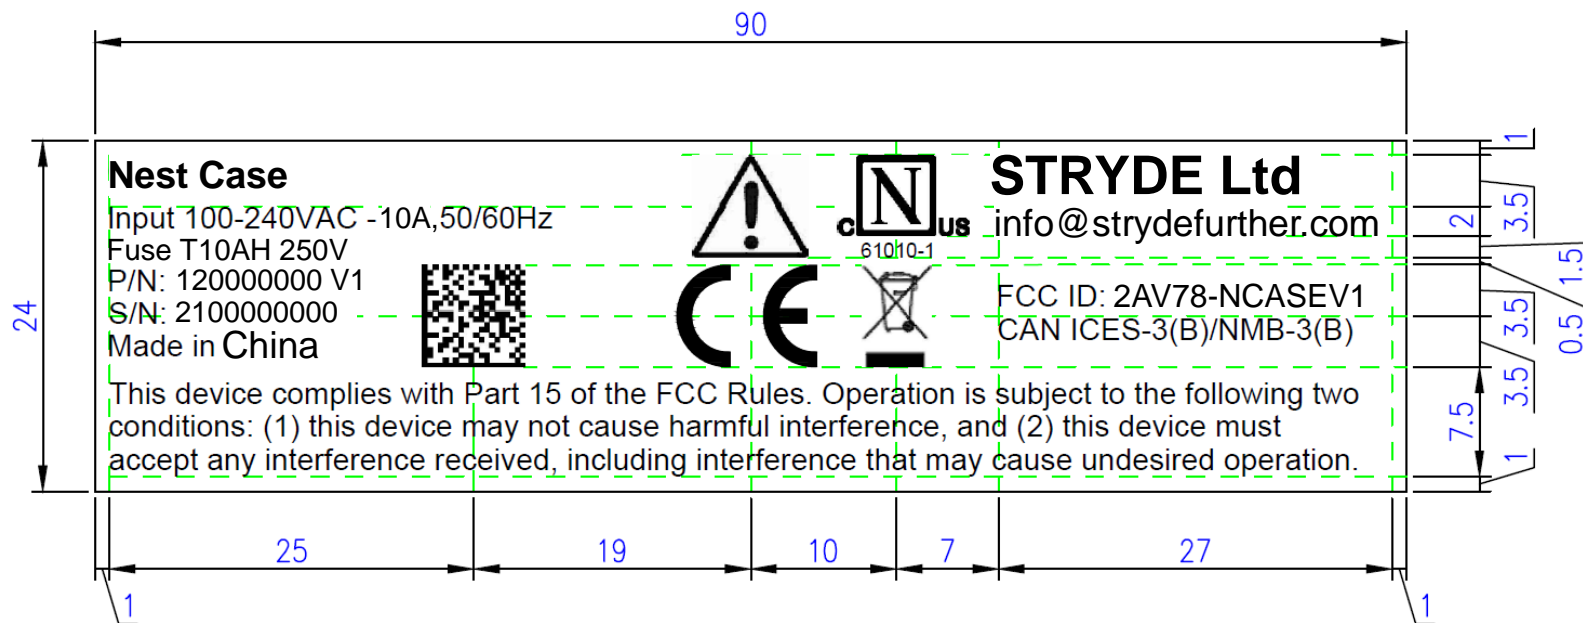 90
Nest Case
Input 100-240VAC -10A,50/60Hz
Fuse T10AH 250V
P/N: 120000000 V1
S/N: 2100000000
Made in China
C N US
61010-1
CE
STRYDE Ltd
info@strydefurther.com
FCC ID: 2AV78-NCASEV1
CAN ICES-3(B)/NMB-3(B)
This device complies with Part 15 of the FCC Rules. Operation is subject to the following two
conditions: (1) this device may not cause harmful interference, and (2) this device must
accept any interference received, including interference that may cause undesired operation.
24
1
3.5
2
1.5
0.5
3.5
3.5
7.5
1
25
19
10
7
27
1
1